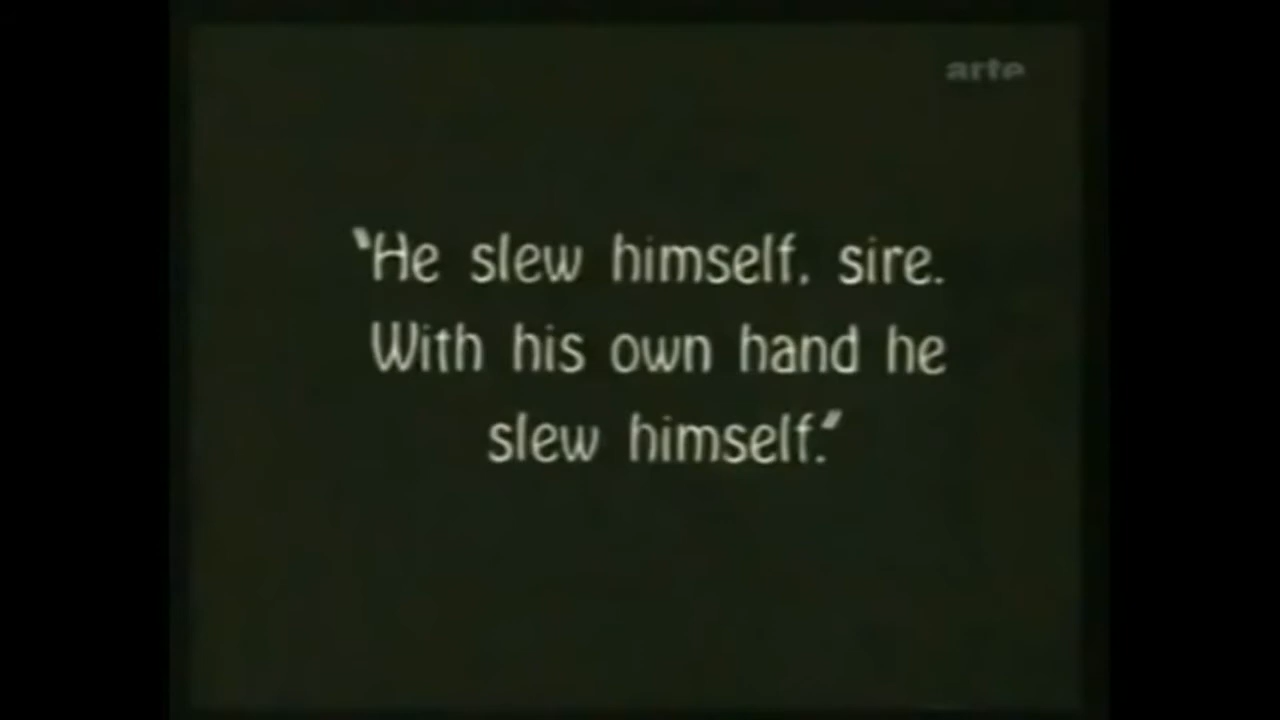 arte
"He slew himself, sire.
With his own hand he
slew himself."